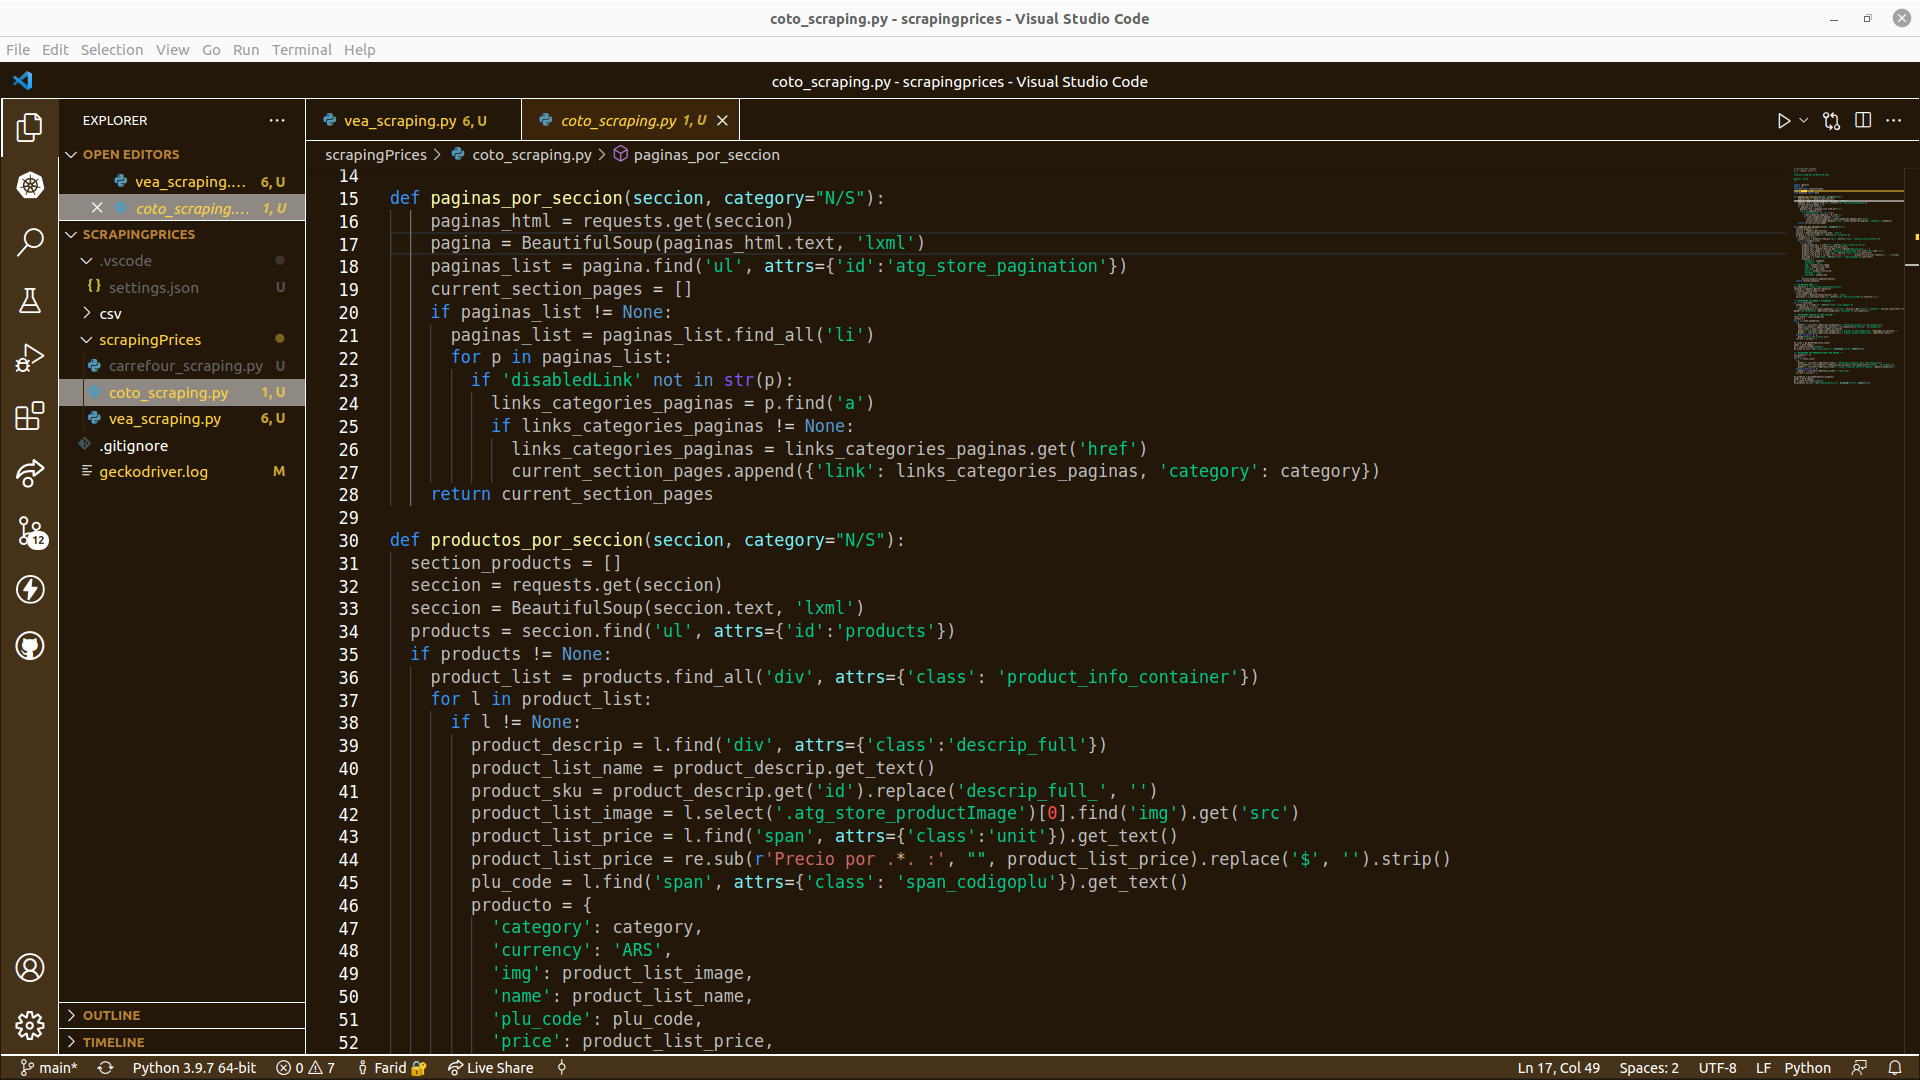 coto_scraping.py - scrapingprices - Visual Studio Code
File Edit Selection View Go Run Terminal Help
coto_scraping.py - scrapingprices - Visual Studio Code
EXPLORER
OPEN EDITORS
vea_scraping.... 6, U
coto_scraping.... 1, U
SCRAPINGPRICES
.vscode
settings.json U
csv
scrapingPrices
carrefour_scraping.py U
coto_scraping.py 1, U
vea_scraping.py 6, U
.gitignore
geckodriver.log M
12
OUTLINE
TIMELINE
vea_scraping.py 6, U
coto_scraping.py 1, U
scrapingPrices > coto_scraping.py > paginas_por_seccion
14
15 def paginas_por_seccion(seccion, category="N/S"):
16 paginas_html = requests.get(seccion)
17 pagina = BeautifulSoup(paginas_html.text, 'lxml')
18 paginas_list = pagina.find('ul', attrs={'id':'atg_store_pagination'})
19 current_section_pages = []
20 if paginas_list != None:
21 paginas_list = paginas_list.find_all('li')
22 for p in paginas_list:
23 if 'disabledLink' not in str(p):
24 links_categories_paginas = p.find('a')
25 if links_categories_paginas != None:
26 links_categories_paginas = links_categories_paginas.get('href')
27 current_section_pages.append({'link': links_categories_paginas, 'category': category})
28 return current_section_pages
29
30 def productos_por_seccion(seccion, category="N/S"):
31 section_products = []
32 seccion = requests.get(seccion)
33 seccion = BeautifulSoup(seccion.text, 'lxml')
34 products = seccion.find('ul', attrs={'id':'products'})
35 if products != None:
36 product_list = products.find_all('div', attrs={'class': 'product_info_container'})
37 for l in product_list:
38 if l != None:
39 product_descrip = l.find('div', attrs={'class':'descrip_full'})
40 product_list_name = product_descrip.get_text()
41 product_sku = product_descrip.get('id').replace('descrip_full_', '')
42 product_list_image = l.select('.atg_store_productImage')[0].find('img').get('src')
43 product_list_price = l.find('span', attrs={'class':'unit'}).get_text()
44 product_list_price = re.sub(r'Precio por .*. :', "", product_list_price).replace('$', '').strip()
45 plu_code = l.find('span', attrs={'class': 'span_codigoplu'}).get_text()
46 producto = {
47 'category': category,
48 'currency': 'ARS',
49 'img': product_list_image,
50 'name': product_list_name,
51 'plu_code': plu_code,
52 'price': product_list_price,
main* Python 3.9.7 64-bit 0 7 Farid Live Share Ln 17, Col 49 Spaces: 2 UTF-8 LF Python